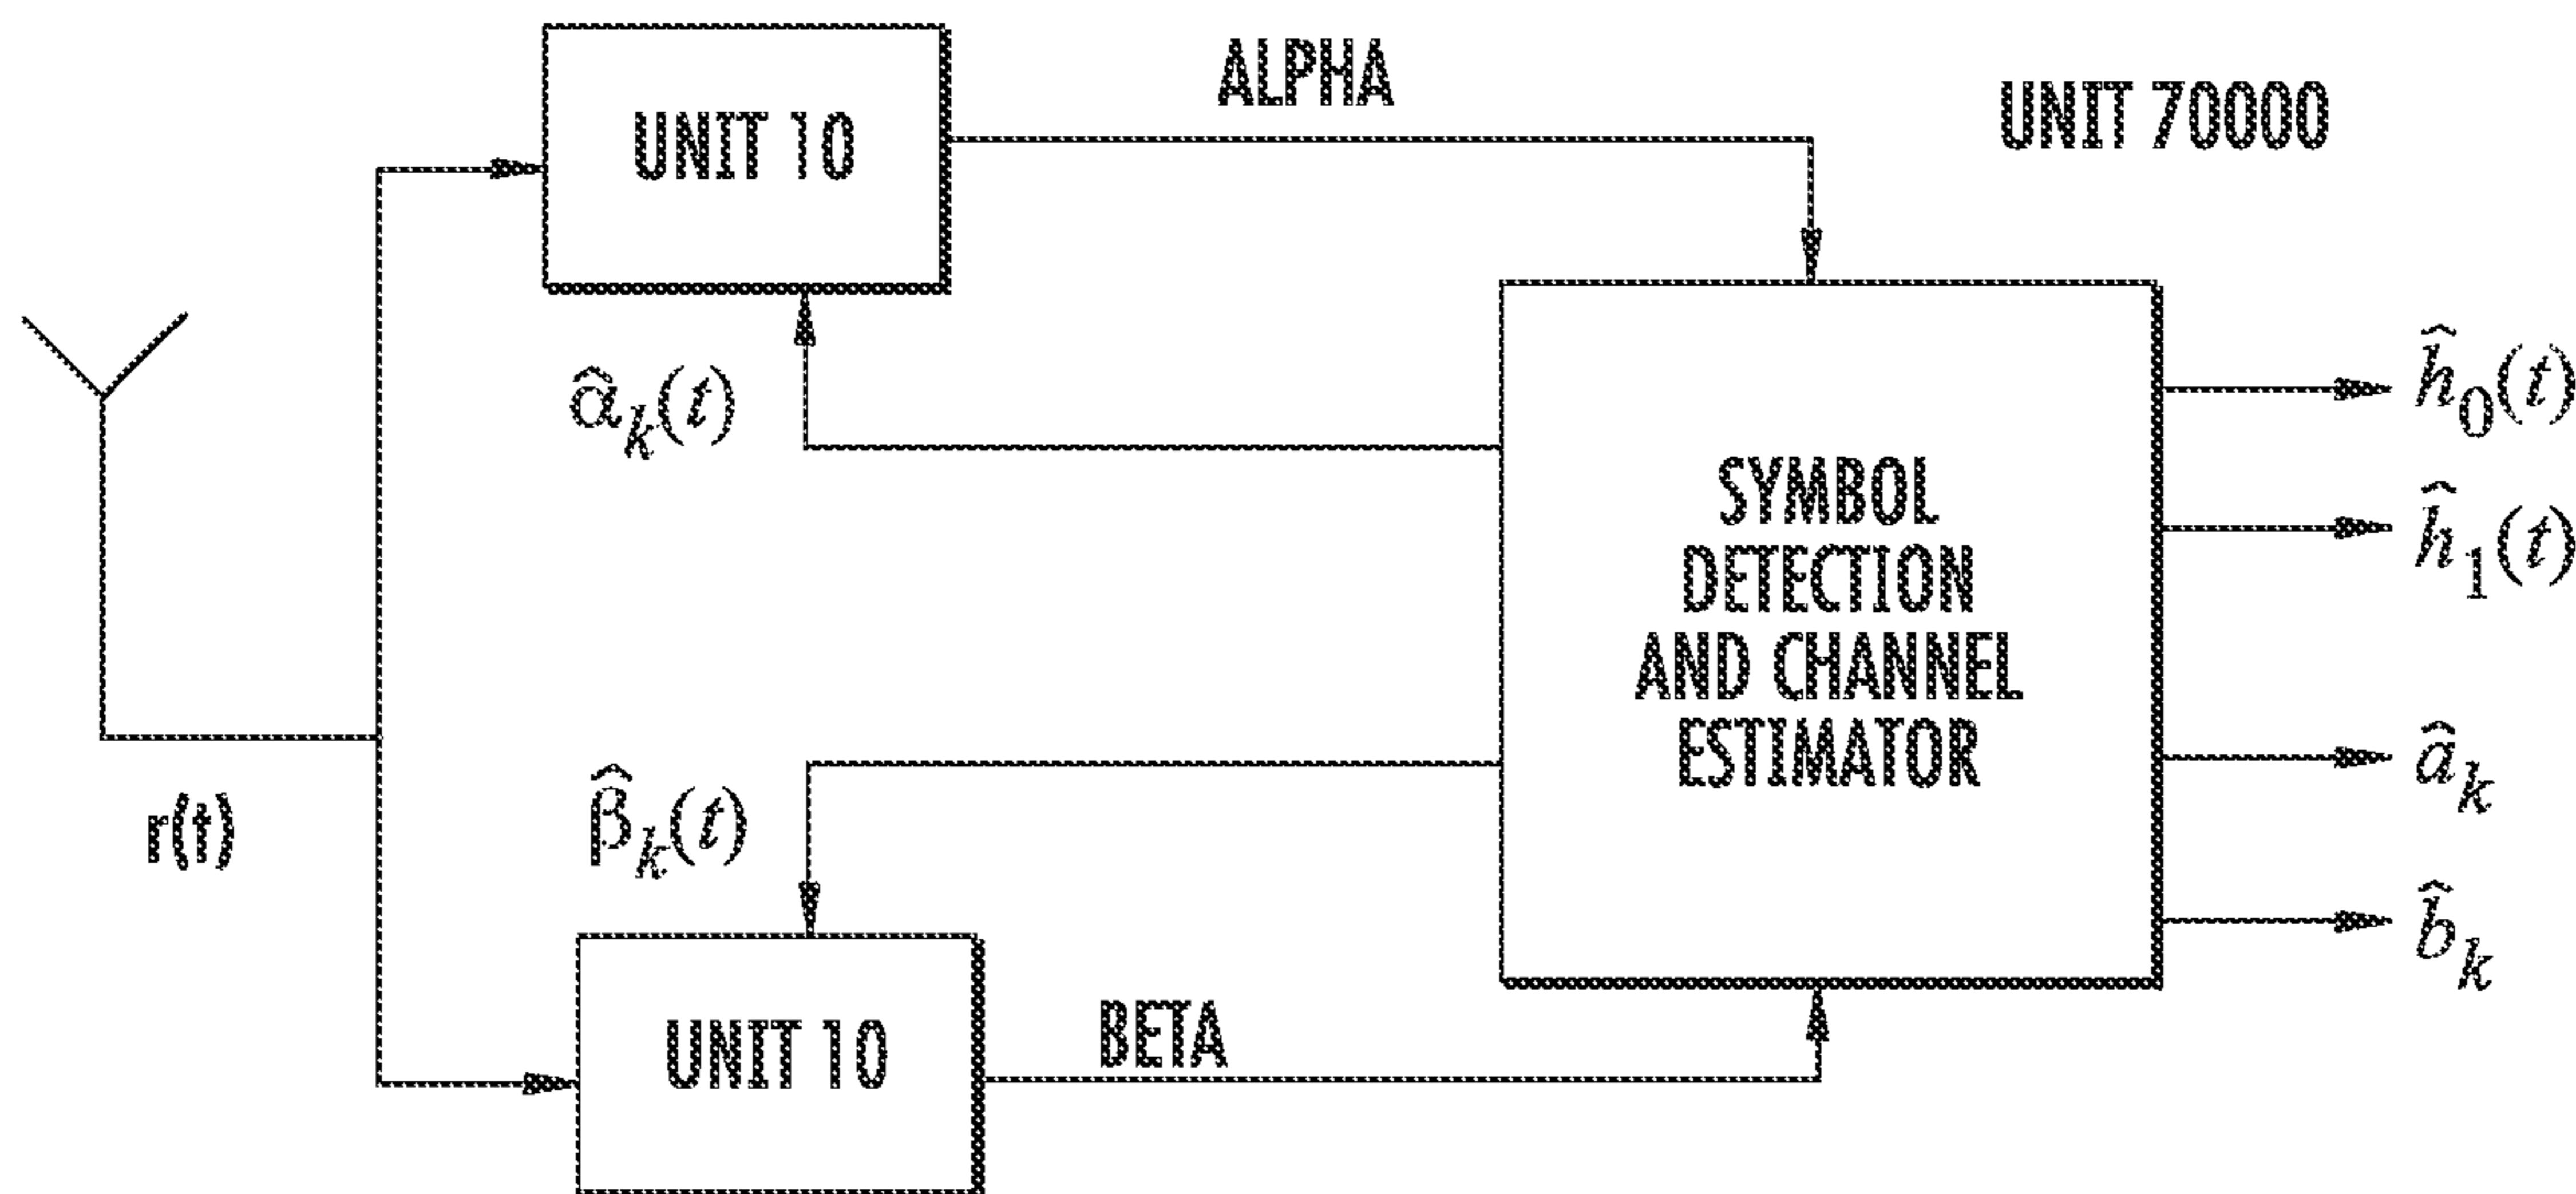 ALPHA
UNIT 70000
UNIT 10
α̂ₖ(t)
ĥ₀(t)
ĥ₁(t)
SYMBOL
DETECTION
AND CHANNEL
ESTIMATOR
r(t)
β̂ₖ(t)
âₖ
b̂ₖ
UNIT 10
BETA